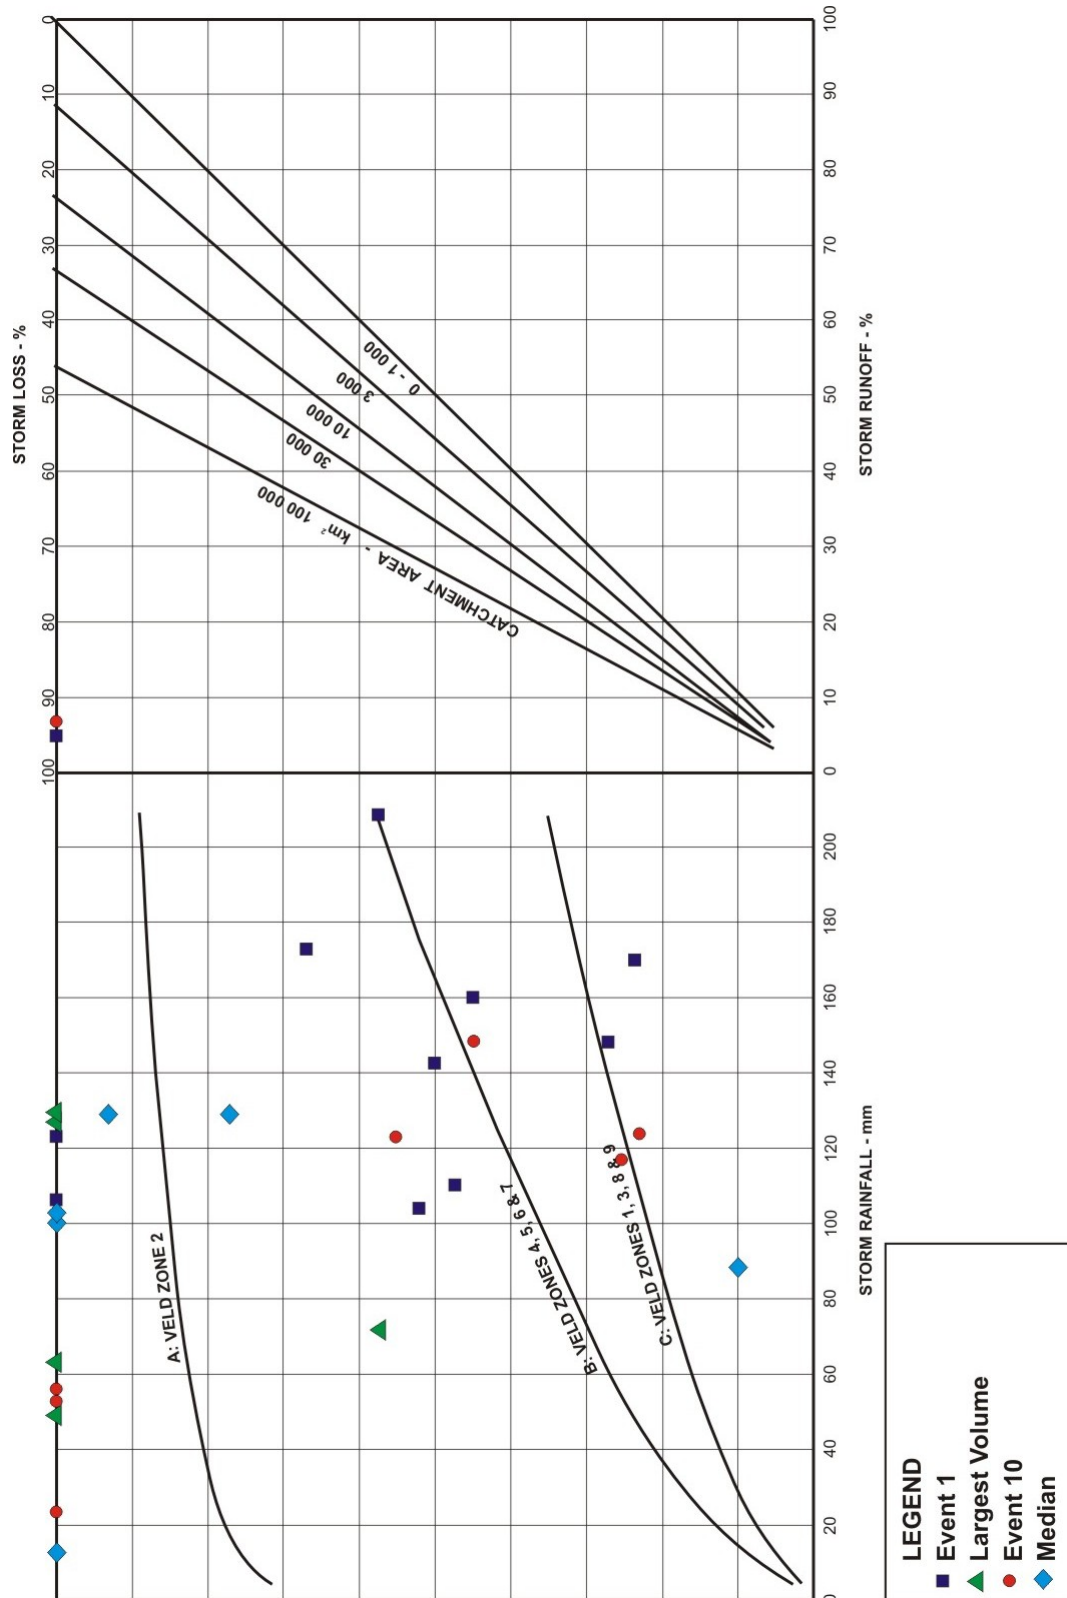 STORM LOSS - %
0
10
20
30
40
50
60
70
80
90
100
100
90
80
70
60
50
40
30
20
10
0
STORM RUNOFF - %
0 - 1 000
3 000
10 000
30 000
CATCHMENT AREA - km² 100 000
200
180
160
140
120
100
80
60
40
20
STORM RAINFALL - mm
A: VELD ZONE 2
B: VELD ZONES 4, 5, 6 & 7
C: VELD ZONES 1, 3, 8 & 9
LEGEND
Event 1
Largest Volume
Event 10
Median